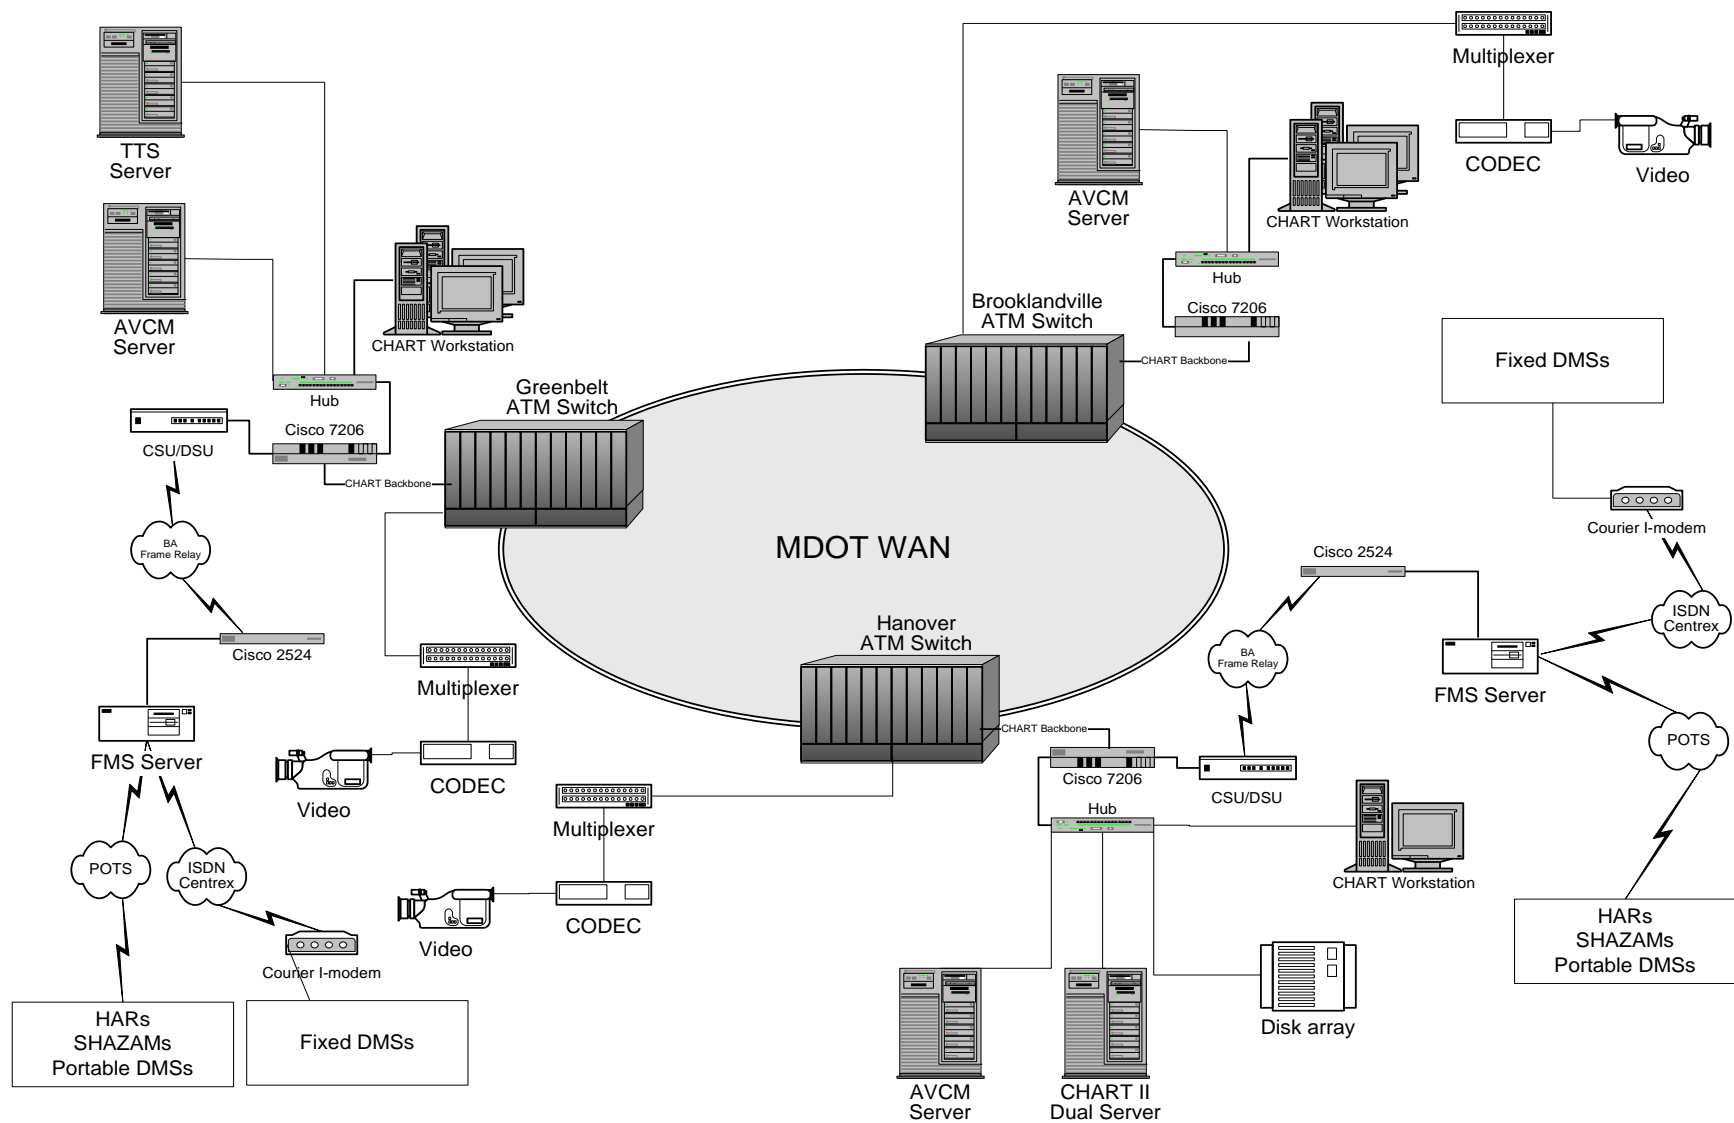 Multiplexer
TTS
Server
AVCM
Server
CHART Workstation
CODEC
Video
AVCM
Server
CHART Workstation
Hub
Brooklandville
ATM Switch
Cisco 7206
CHART Backbone
Fixed DMSs
Greenbelt
ATM Switch
Hub
Cisco 7206
CSU/DSU
CHART Backbone
BA
Frame Relay
MDOT WAN
Courier I-modem
Cisco 2524
ISDN
Centrex
Hanover
ATM Switch
BA
Frame Relay
Cisco 2524
Multiplexer
FMS Server
CHART Backbone
POTS
FMS Server
Video
CODEC
Cisco 7206
CSU/DSU
Multiplexer
Hub
POTS
ISDN
Centrex
CHART Workstation
Video
CODEC
HARs
SHAZAMs
Portable DMSs
Courier I-modem
HARs
SHAZAMs
Portable DMSs
Fixed DMSs
Disk array
AVCM
Server
CHART II
Dual Server